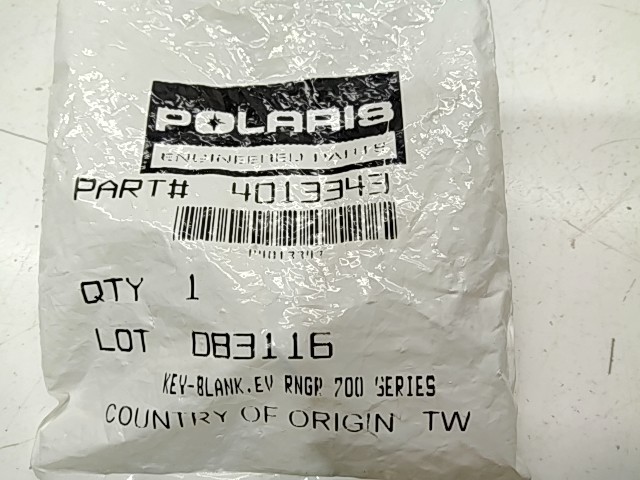 POLARIS
ENGINEERED PARTS
PART# 4013343
QTY 1
LOT 083116
KEY-BLANK.EV RNGR 700 SERIES
COUNTRY OF ORIGIN TW